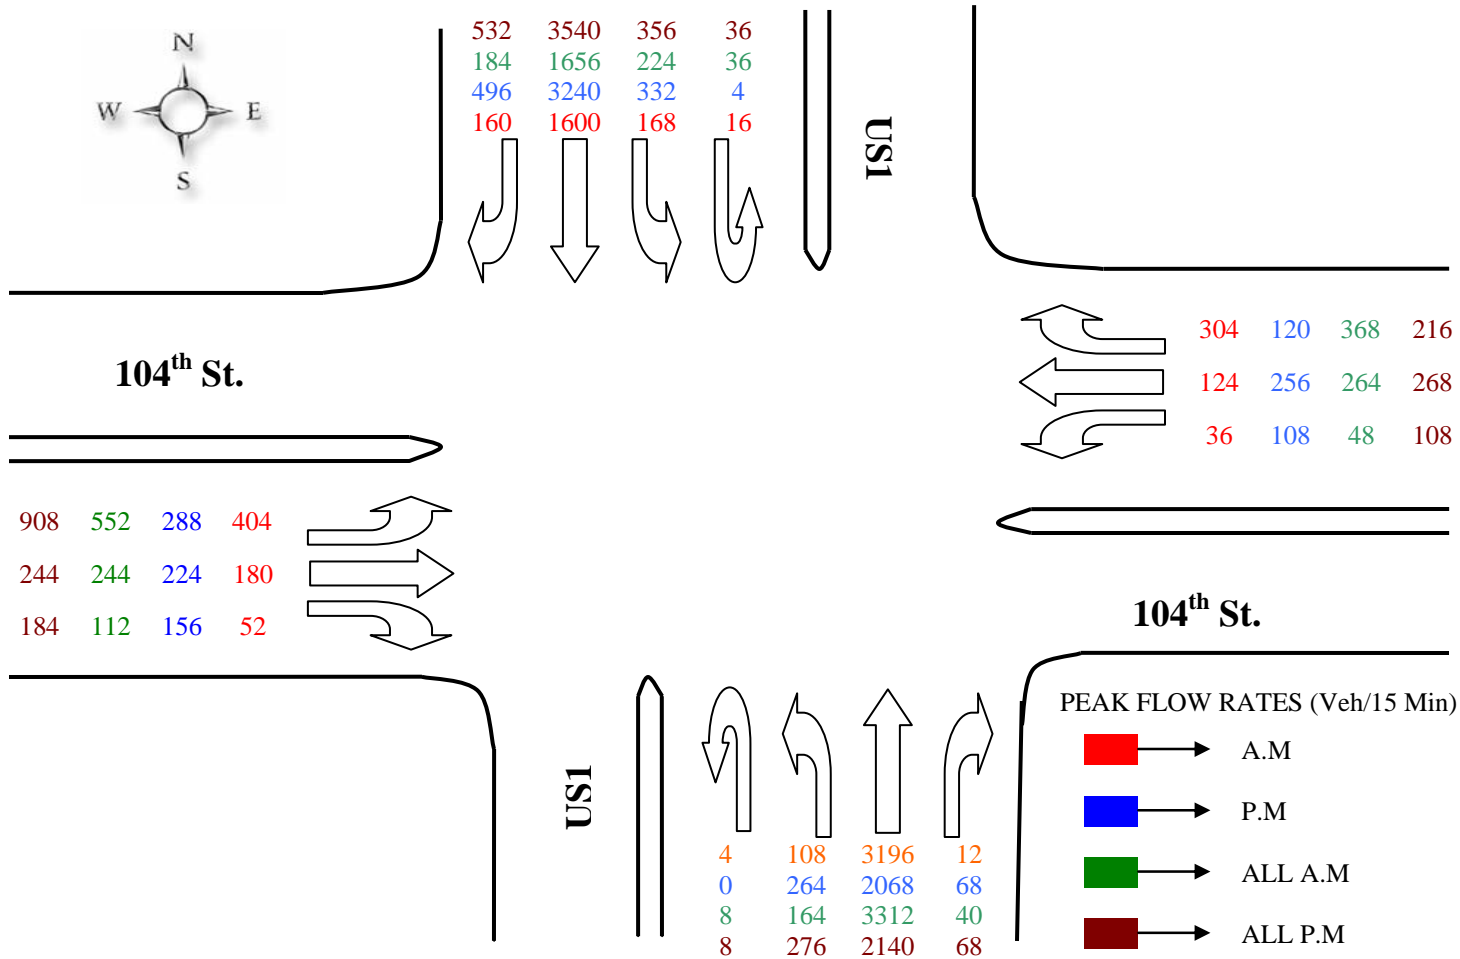 532 3540 356 36
184 1656 224 36
496 3240 332 4
160 1600 168 16
N
W E
S
US1
104th St.
304 120 368 216
124 256 264 268
36 108 48 108
908 552 288 404
244 244 224 180
184 112 156 52
104th St.
US1
4 108 3196 12
0 264 2068 68
8 164 3312 40
8 276 2140 68
PEAK FLOW RATES (Veh/15 Min)
A.M
P.M
ALL A.M
ALL P.M